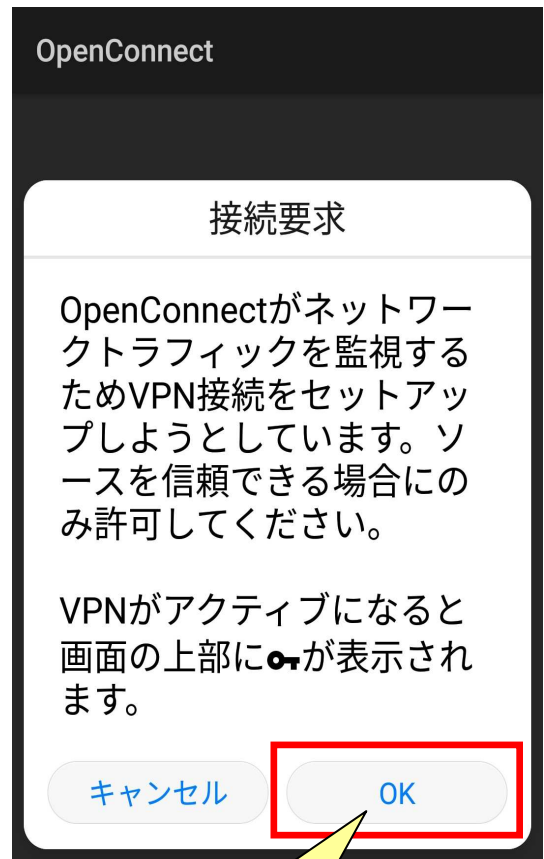 OpenConnect
接続要求
OpenConnectがネットワー
クトラフィックを監視する
ためVPN接続をセットアッ
プしようとしています。ソ
ースを信頼できる場合にの
み許可してください。
VPNがアクティブになると
画面の上部にが表示され
ます。
キャンセル
OK